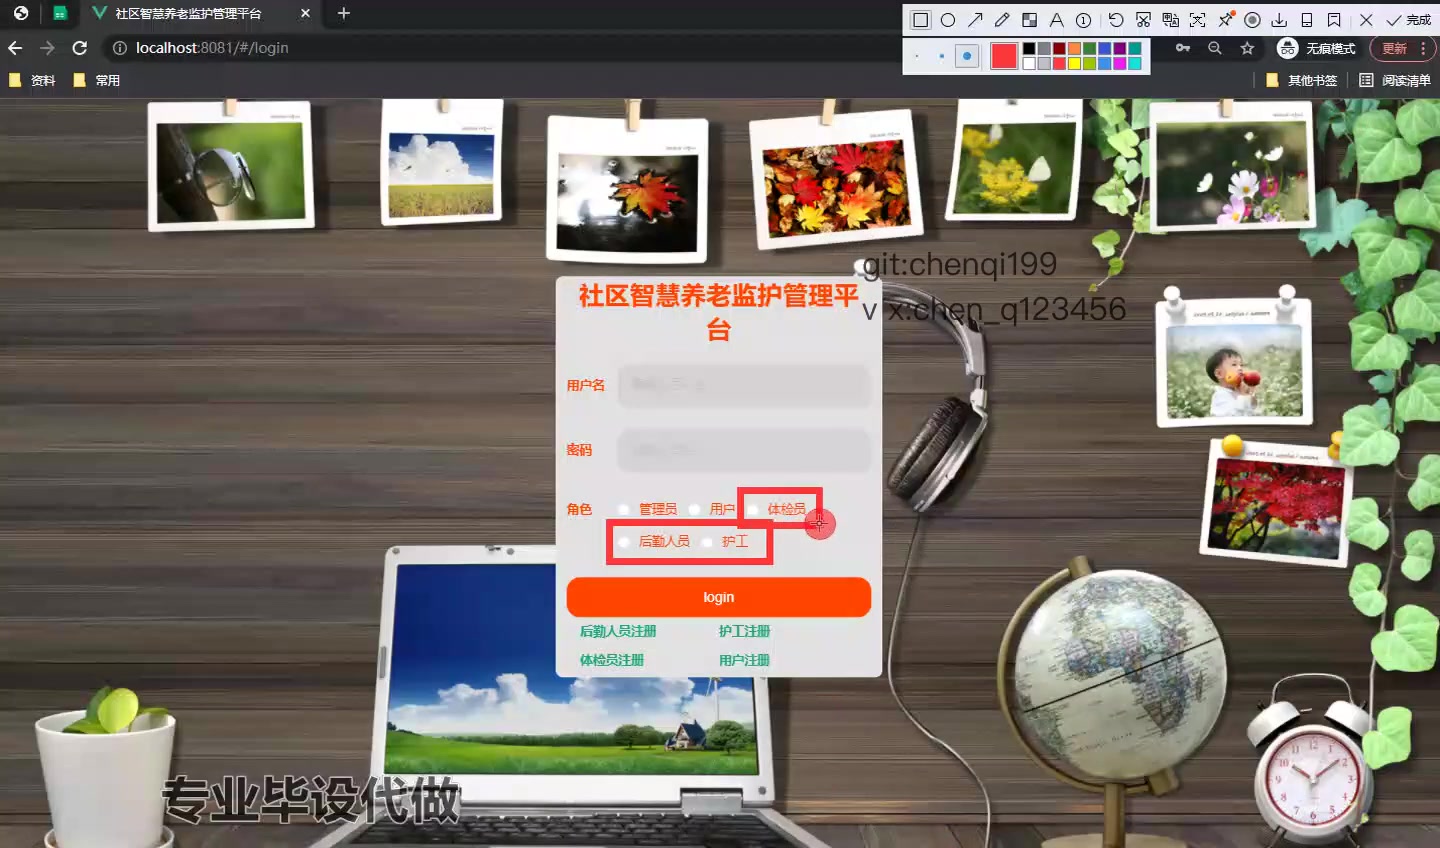 社区智慧养老监护管理平台
完成
localhost:8081/#/login
无痕模式
更新
资料
常用
其他书签
阅读清单
git:chenqi199
v x:chen_q123456
社区智慧养老监护管理平
台
用户名
密码
角色
管理员
用户
体检员
后勤人员
护工
login
后勤人员注册
护工注册
体检员注册
用户注册
专业毕设代做